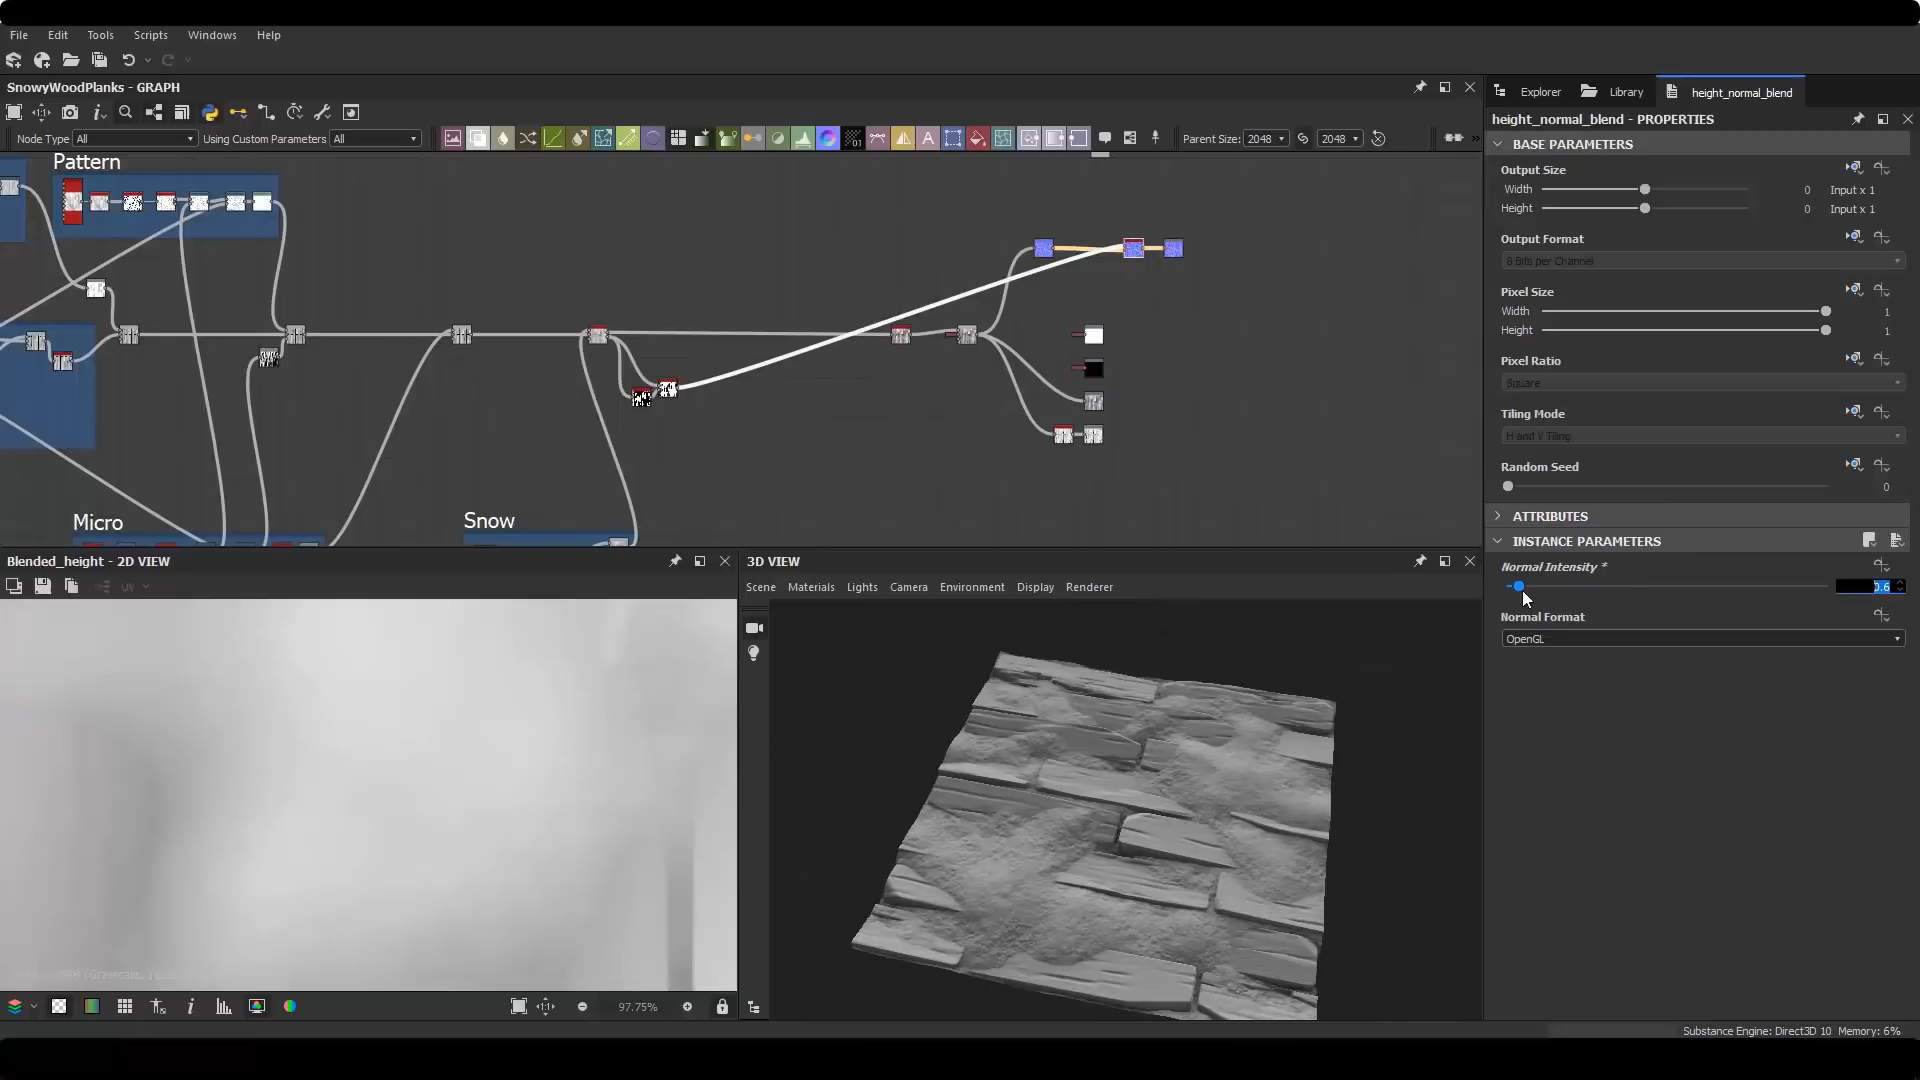 File Edit Tools Scripts Windows Help
SnowyWoodPlanks - GRAPH
Explorer Library height_normal_blend
Node Type All Using Custom Parameters All Parent Size: 2048 2048
height_normal_blend - PROPERTIES
BASE PARAMETERS
Output Size
Width 0 Input x 1
Height 0 Input x 1
Output Format
8 Bits per Channel
Pixel Size
Width 1
Height 1
Pixel Ratio
Square
Tiling Mode
H and V Tiling
Random Seed
0
ATTRIBUTES
INSTANCE PARAMETERS
Normal Intensity *
0.6
Normal Format
OpenGL
Pattern
Micro
Snow
Blended_height - 2D VIEW
UV
97.75%
3D VIEW
Scene Materials Lights Camera Environment Display Renderer
Substance Engine: Direct3D 10 Memory: 6%